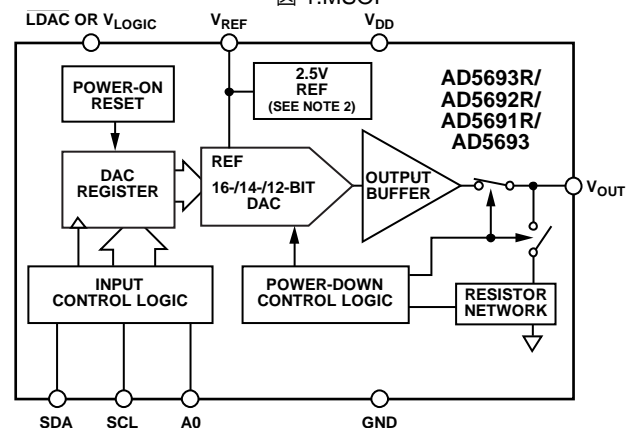 図 1.MSOP
LDAC OR VLOGIC
VREF
VDD
POWER-ON
RESET
2.5V
REF
(SEE NOTE 2)
AD5693R/
AD5692R/
AD5691R/
AD5693
DAC
REGISTER
REF
16-/14-/12-BIT
DAC
OUTPUT
BUFFER
VOUT
INPUT
CONTROL LOGIC
POWER-DOWN
CONTROL LOGIC
RESISTOR
NETWORK
SDA
SCL
A0
GND